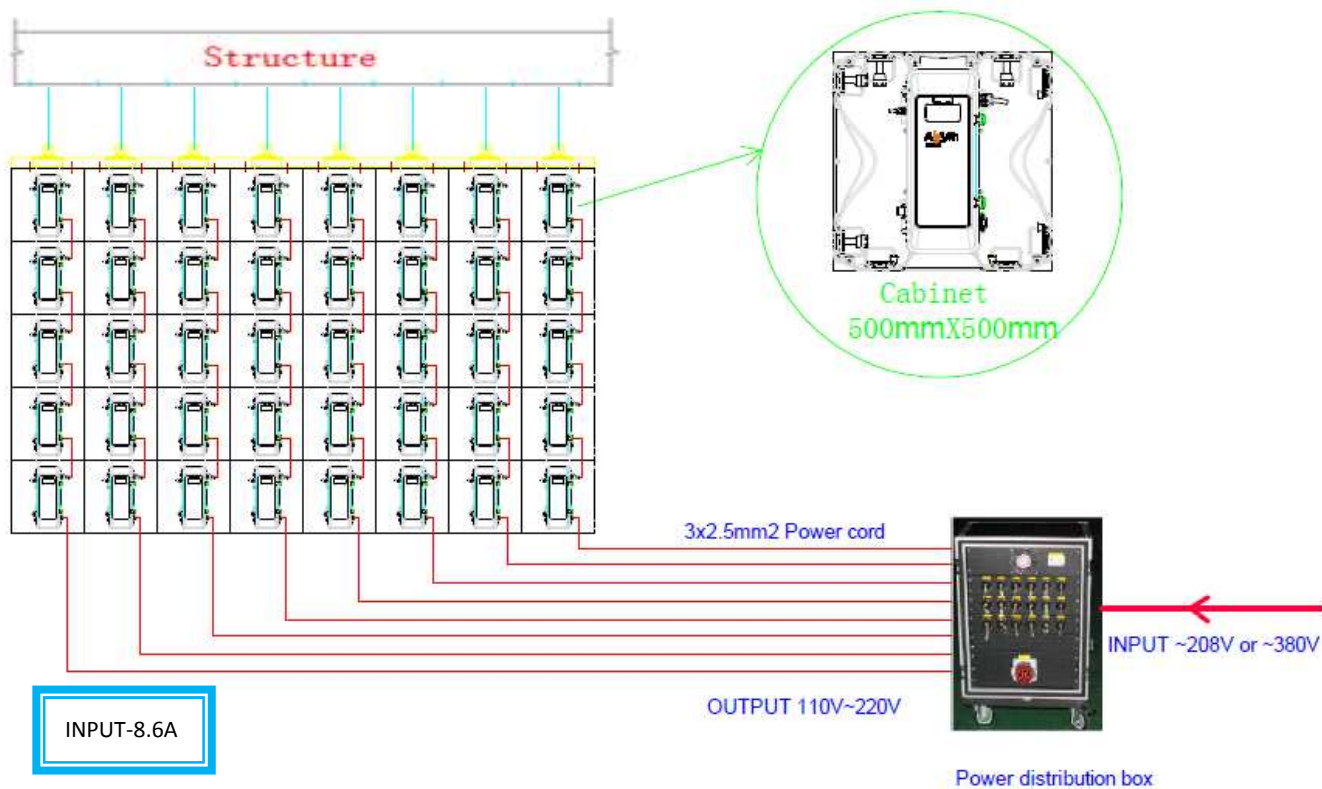 Structure
Cabinet
500mmX500mm
3x2.5mm2 Power cord
INPUT ~208V or ~380V
OUTPUT 110V~220V
INPUT-8.6A
Power distribution box